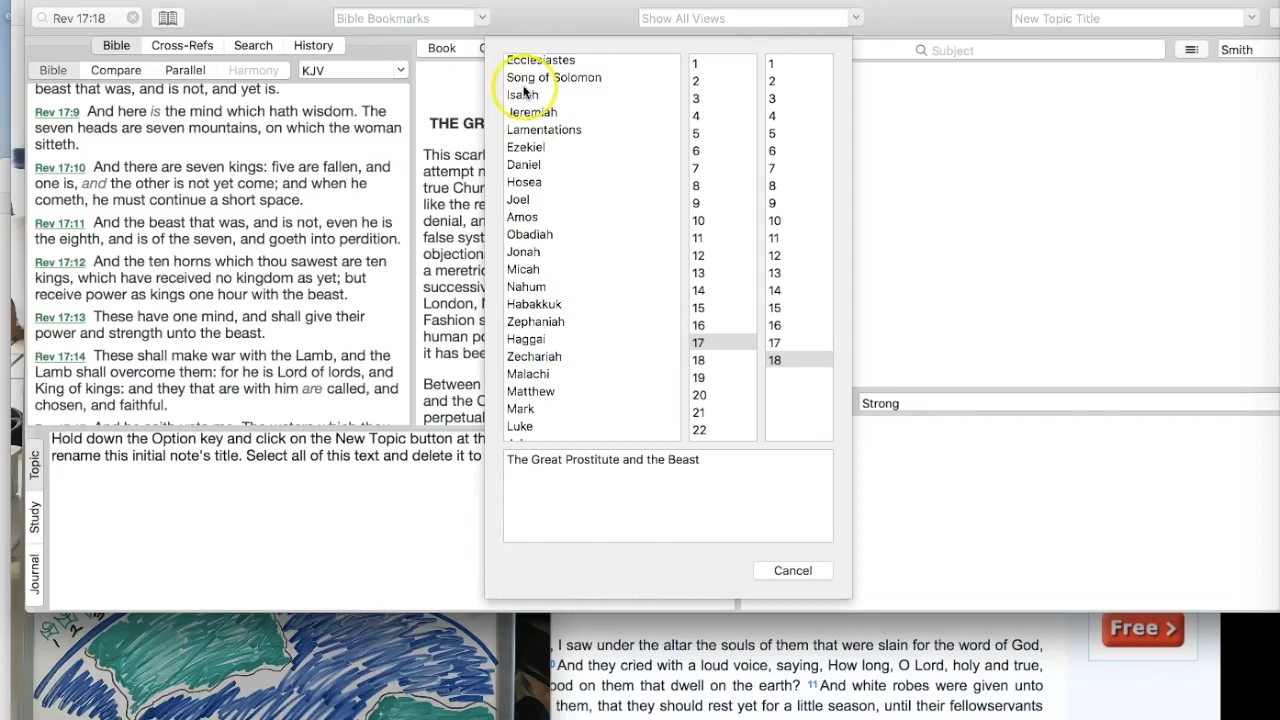 Rev 17:18
Bible Bookmarks
Show All Views
New Topic Title
Bible
Cross-Refs
Search
History
Book
Subject
Smith
Bible
Compare
Parallel
Harmony
KJV
beast that was, and is not, and yet is.
Rev 17:9 And here is the mind which hath wisdom. The
seven heads are seven mountains, on which the woman
sitteth.
Rev 17:10 And there are seven kings: five are fallen, and
one is, and the other is not yet come; and when he
cometh, he must continue a short space.
Rev 17:11 And the beast that was, and is not, even he is
the eighth, and is of the seven, and goeth into perdition.
Rev 17:12 And the ten horns which thou sawest are ten
kings, which have received no kingdom as yet; but
receive power as kings one hour with the beast.
Rev 17:13 These have one mind, and shall give their
power and strength unto the beast.
Rev 17:14 These shall make war with the Lamb, and the
Lamb shall overcome them: for he is Lord of lords, and
King of kings: and they that are with him are called, and
chosen, and faithful.
THE GR
This scarl
attempt n
true Churc
like the re
denial, an
false syst
objection
a meretric
successiv
London, N
Fashion s
human po
it has bee
Between
and the C
perpetual
Ecclesiastes
Song of Solomon
Isaiah
Jeremiah
Lamentations
Ezekiel
Daniel
Hosea
Joel
Amos
Obadiah
Jonah
Micah
Nahum
Habakkuk
Zephaniah
Haggai
Zechariah
Malachi
Matthew
Mark
Luke
1
2
3
4
5
6
7
8
9
10
11
12
13
14
15
16
17
18
19
20
21
22
1
2
3
4
5
6
7
8
9
10
11
12
13
14
15
16
17
18
The Great Prostitute and the Beast
Cancel
Strong
Topic
Study
Journal
Hold down the Option key and click on the New Topic button at th
rename this initial note's title. Select all of this text and delete it to
1
2
, I saw under the altar the souls of them that were slain for the word of God,
And they cried with a loud voice, saying, How long, O Lord, holy and true,
ood on them that dwell on the earth? 11 And white robes were given unto
them, that they should rest yet for a little season, until their fellowservants
Free >